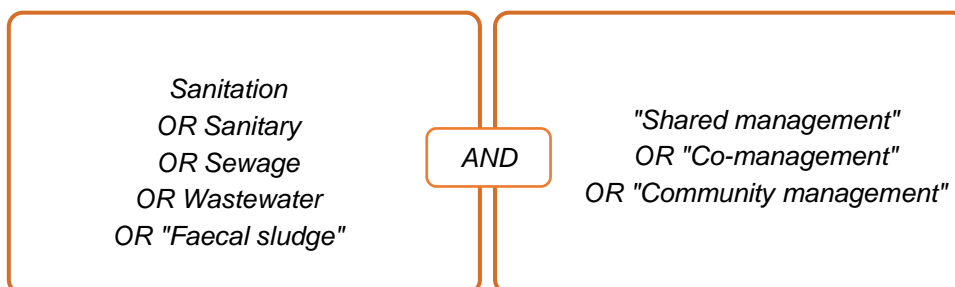 Sanitation
OR Sanitary
OR Sewage
OR Wastewater
OR "Faecal sludge"
AND
"Shared management"
OR "Co-management"
OR "Community management"